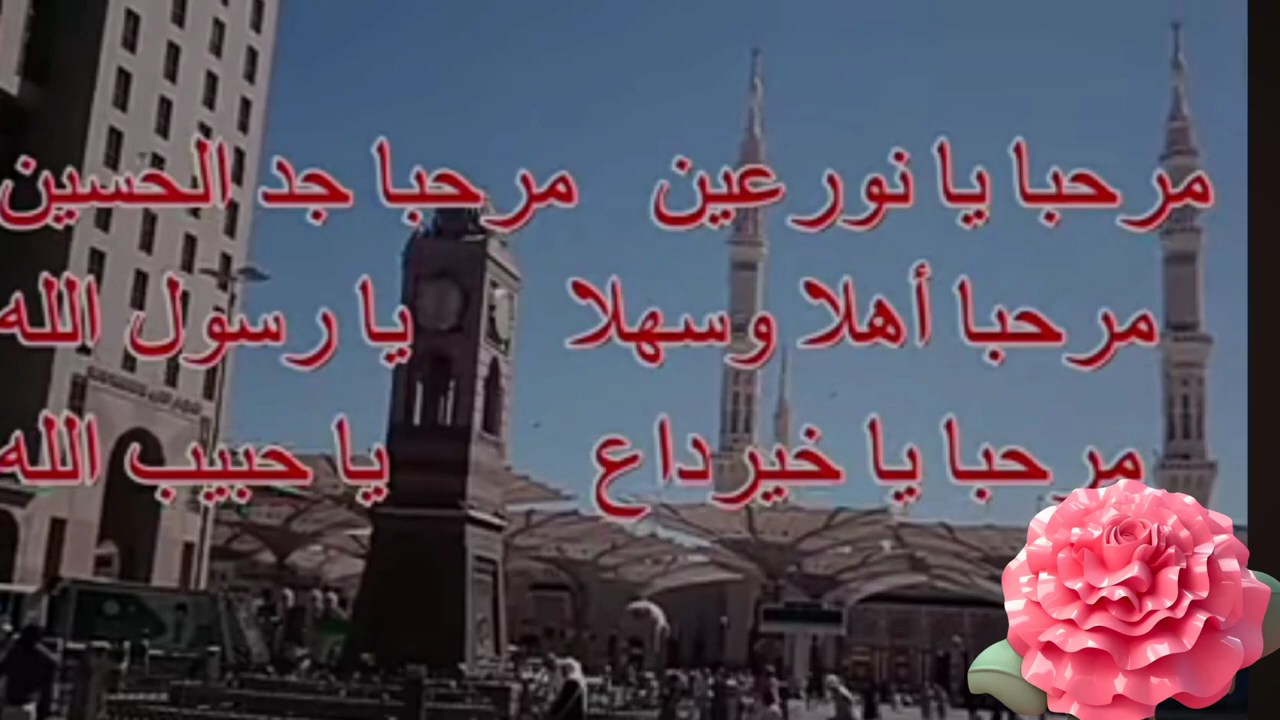 مرحبا يا نور عين مرحبا جد الحسين
مرحبا أهلا وسهلا يا رسول الله
مرحبا يا خير داع يا حبيب الله